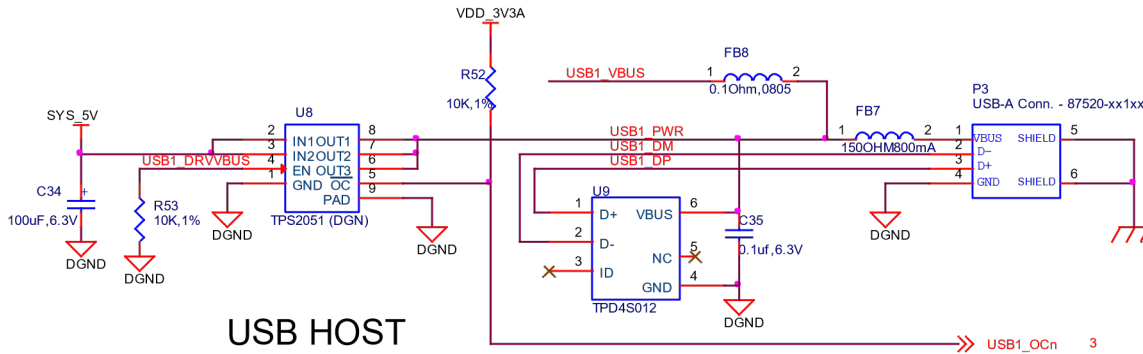 VDD_3V3A
FB8
R52
USB1_VBUS
1
2
10K,1%
0.1Ohm,0805
P3
USB-A Conn. - 87520-xx1xx
FB7
U8
SYS_5V
2 IN1 OUT1 8
3 IN2 OUT2 7
USB1_DRVVBUS 4 EN OUT3 6
1 GND OC 5
PAD 9
TPS2051 (DGN)
USB1_PWR
USB1_DM
USB1_DP
1
2
150OHM800mA
1 VBUS SHIELD 5
2 D-
3 D+
4 GND SHIELD 6
C34
+
100uF,6.3V
R53
10K,1%
DGND
DGND
DGND
DGND
DGND
U9
1 D+ VBUS 6
2 D-
NC 5
3 ID
GND 4
TPD4S012
C35
0.1uf,6.3V
DGND
USB HOST
USB1_OCn 3